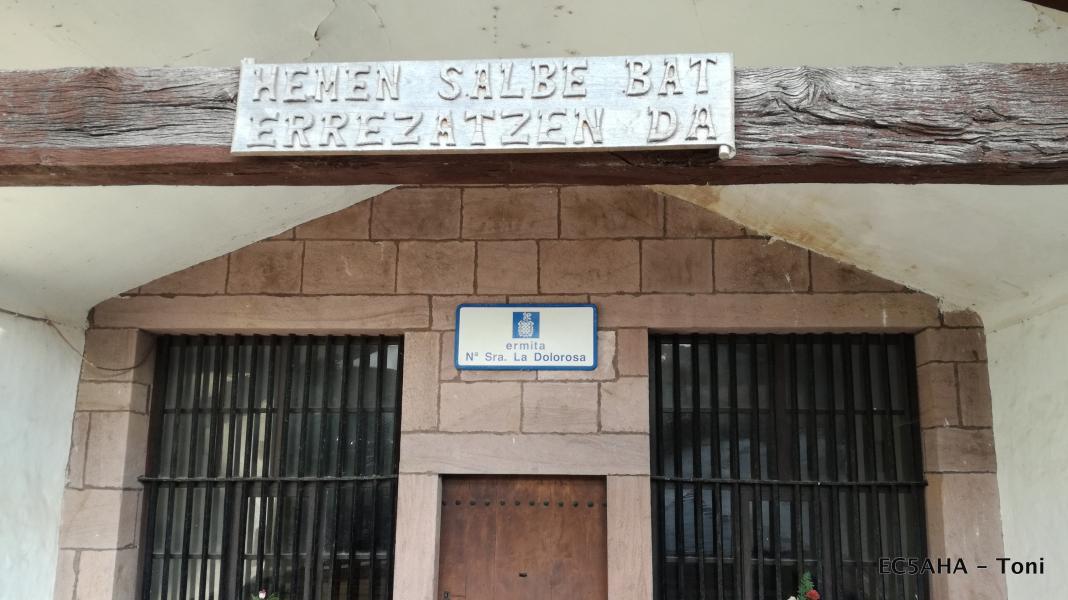 HEMEN SALBE BAT
ERREZATZEN DA
ermita
Nª Sra. La Dolorosa
EC5AHA - Toni